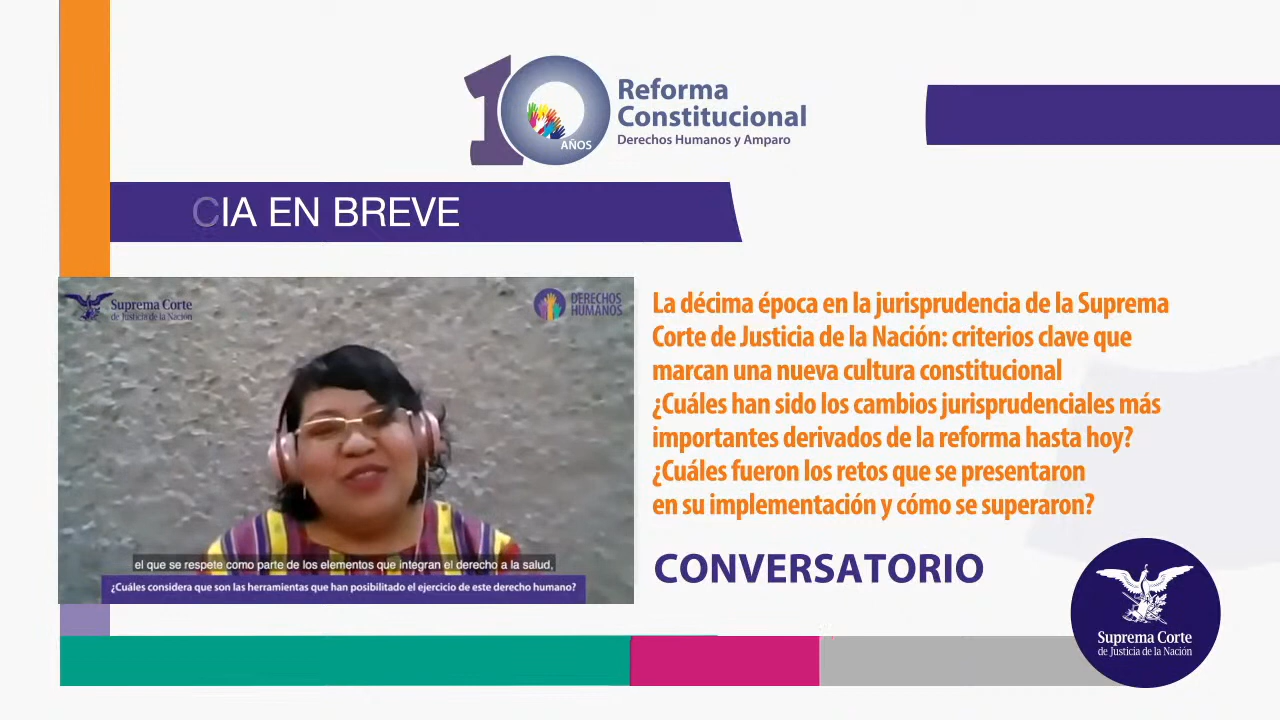 10
AÑOS
Reforma
Constitucional
Derechos Humanos y Amparo
CIA EN BREVE
Suprema Corte
de Justicia de la Nación
DERECHOS
HUMANOS
el que se respete como parte de los elementos que integran el derecho a la salud,
¿Cuáles considera que son las herramientas que han posibilitado el ejercicio de este derecho humano?
La décima época en la jurisprudencia de la Suprema
Corte de Justicia de la Nación: criterios clave que
marcan una nueva cultura constitucional
¿Cuáles han sido los cambios jurisprudenciales más
importantes derivados de la reforma hasta hoy?
¿Cuáles fueron los retos que se presentaron
en su implementación y cómo se superaron?
CONVERSATORIO
Suprema Corte
de Justicia de la Nación